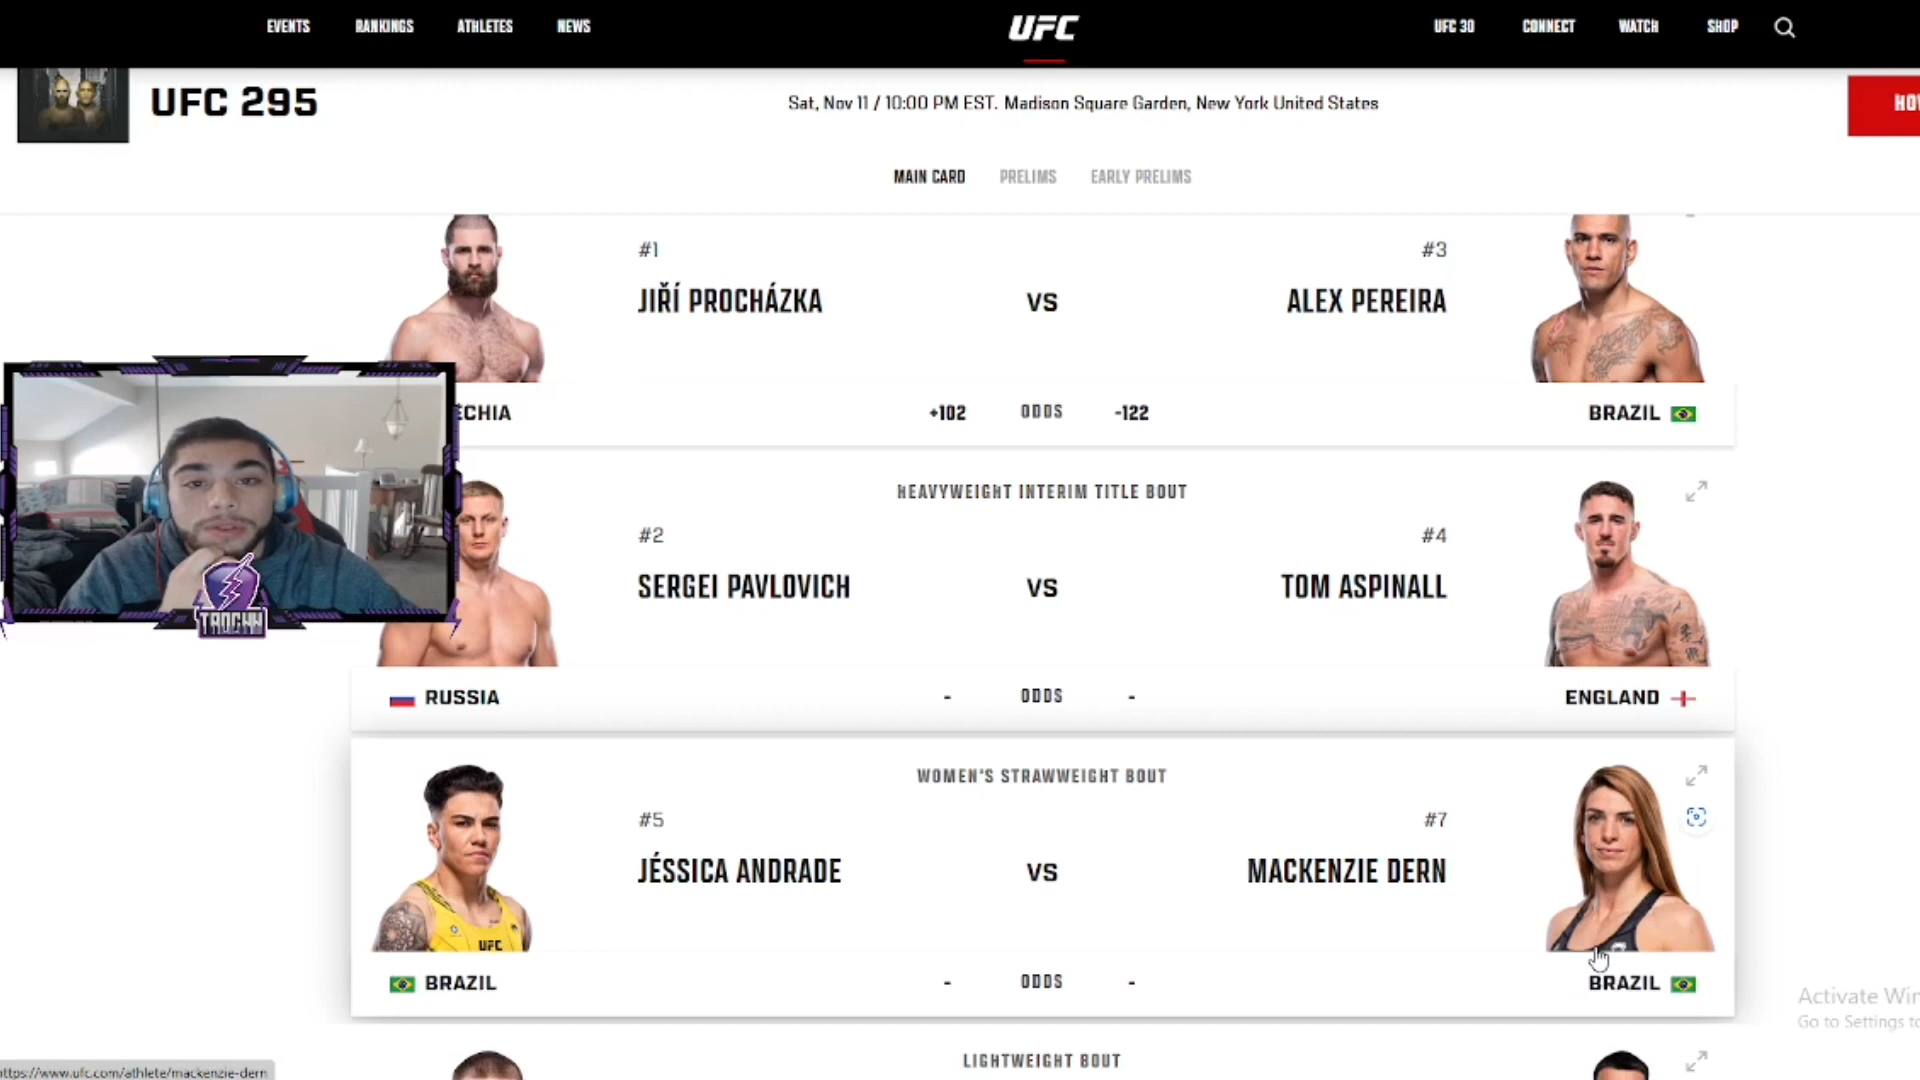 EVENTS RANKINGS ATHLETES NEWS UFC UFC 30 CONNECT WATCH SHOP
UFC 295
Sat, Nov 11 / 10:00 PM EST. Madison Square Garden, New York United States
MAIN CARD PRELIMS EARLY PRELIMS
#1 #3
JIŘÍ PROCHÁZKA VS ALEX PEREIRA
ECHIA +102 ODDS -122 BRAZIL
HEAVYWEIGHT INTERIM TITLE BOUT
#2 #4
SERGEI PAVLOVICH VS TOM ASPINALL
TROCHH
RUSSIA - ODDS - ENGLAND
WOMEN'S STRAWWEIGHT BOUT
#5 #7
JÉSSICA ANDRADE VS MACKENZIE DERN
UFC
BRAZIL - ODDS - BRAZIL
Activate Win
Go to Settings to
LIGHTWEIGHT BOUT
ttps://www.ufc.com/athlete/mackenzie-dern